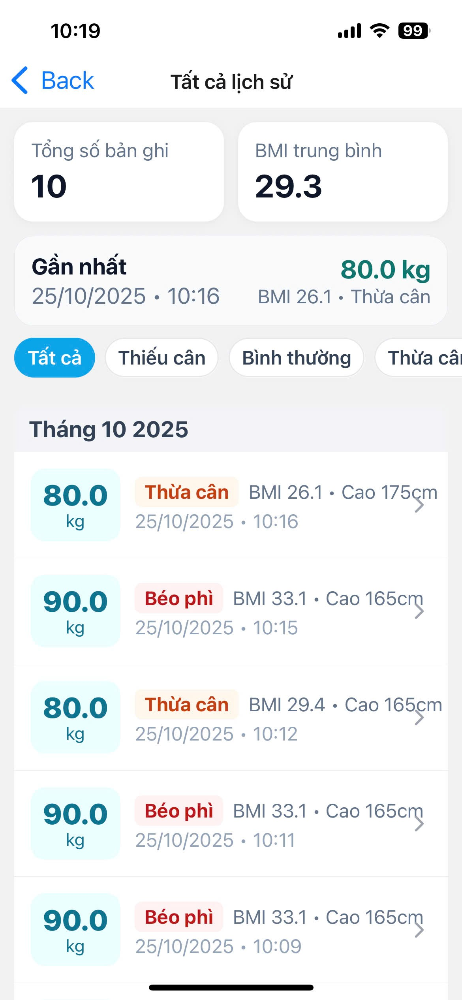 10:19
99
Back
Tất cả lịch sử
Tổng số bản ghi
10
BMI trung bình
29.3
Gần nhất
25/10/2025 • 10:16
80.0 kg
BMI 26.1 • Thừa cân
Tất cả
Thiếu cân
Bình thường
Thừa câ
Tháng 10 2025
80.0
kg
Thừa cân
BMI 26.1 • Cao 175cm
25/10/2025 • 10:16
90.0
kg
Béo phì
BMI 33.1 • Cao 165cm
25/10/2025 • 10:15
80.0
kg
Thừa cân
BMI 29.4 • Cao 165cm
25/10/2025 • 10:12
90.0
kg
Béo phì
BMI 33.1 • Cao 165cm
25/10/2025 • 10:11
90.0
kg
Béo phì
BMI 33.1 • Cao 165cm
25/10/2025 • 10:09